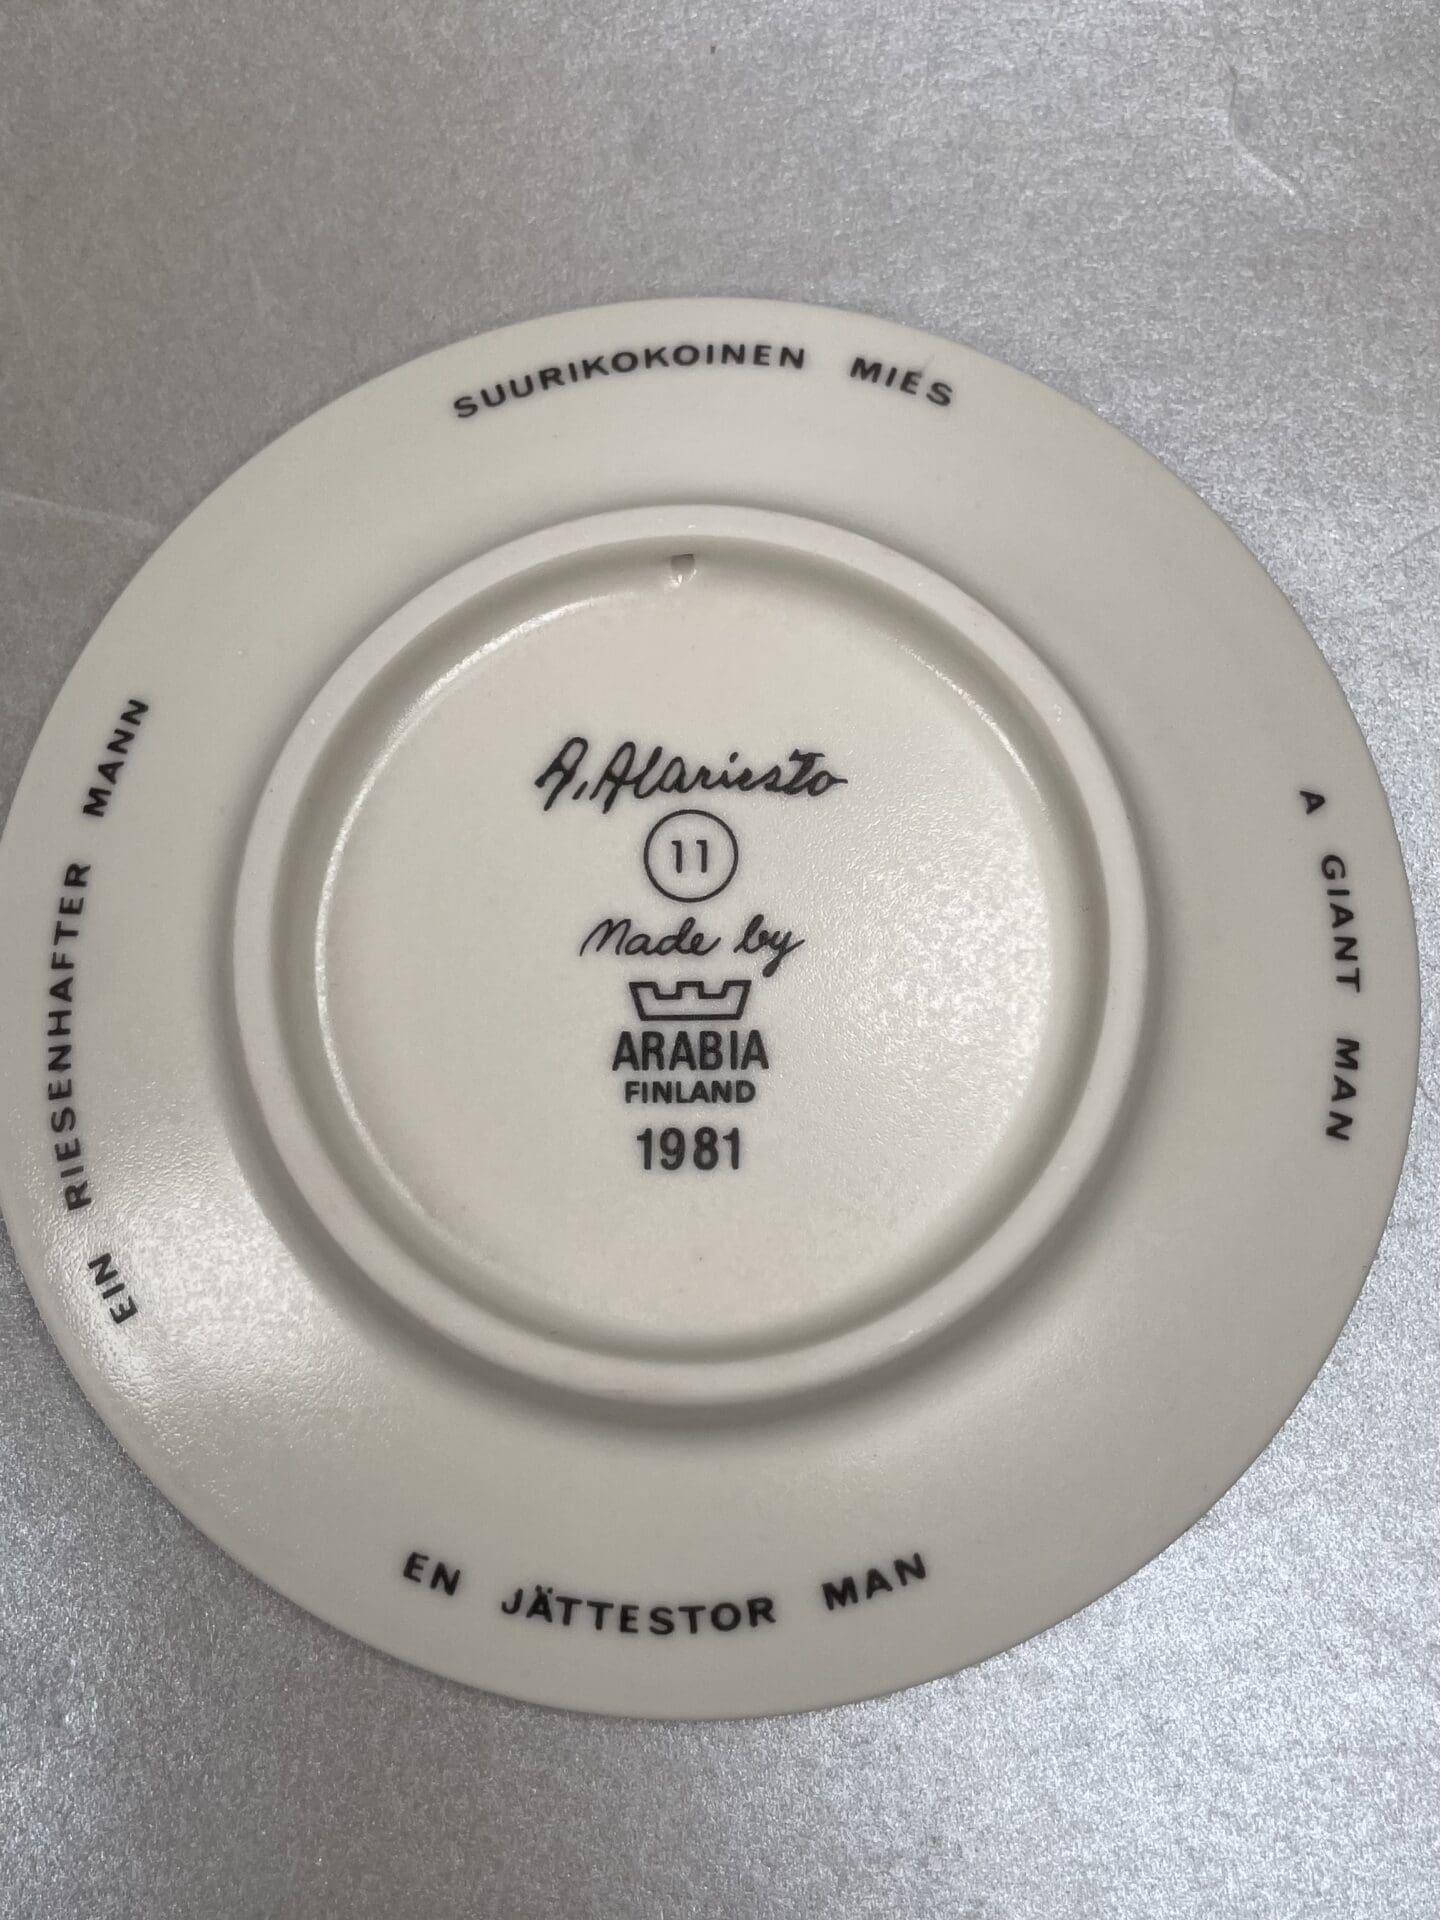 SUURIKOKOINEN MIES
A GIANT MAN
EN JÄTTESTOR MAN
EIN RIESENHAFTER MANN
A. Alariesto
11
Made by
ARABIA
FINLAND
1981